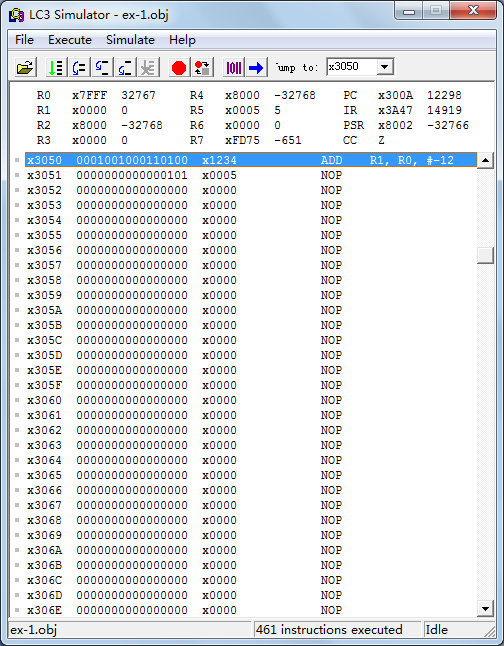 LC3 Simulator - ex-1.obj
File Execute Simulate Help
Jump to: x3050
R0 x7FFF 32767 R4 x8000 -32768 PC x300A 12298
R1 x0000 0 R5 x0005 5 IR x3A47 14919
R2 x8000 -32768 R6 x0000 0 PSR x8002 -32766
R3 x0000 0 R7 xFD75 -651 CC Z
x3050 0001001000110100 x1234 ADD R1, R0, #-12
x3051 0000000000000101 x0005 NOP
x3052 0000000000000000 x0000 NOP
x3053 0000000000000000 x0000 NOP
x3054 0000000000000000 x0000 NOP
x3055 0000000000000000 x0000 NOP
x3056 0000000000000000 x0000 NOP
x3057 0000000000000000 x0000 NOP
x3058 0000000000000000 x0000 NOP
x3059 0000000000000000 x0000 NOP
x305A 0000000000000000 x0000 NOP
x305B 0000000000000000 x0000 NOP
x305C 0000000000000000 x0000 NOP
x305D 0000000000000000 x0000 NOP
x305E 0000000000000000 x0000 NOP
x305F 0000000000000000 x0000 NOP
x3060 0000000000000000 x0000 NOP
x3061 0000000000000000 x0000 NOP
x3062 0000000000000000 x0000 NOP
x3063 0000000000000000 x0000 NOP
x3064 0000000000000000 x0000 NOP
x3065 0000000000000000 x0000 NOP
x3066 0000000000000000 x0000 NOP
x3067 0000000000000000 x0000 NOP
x3068 0000000000000000 x0000 NOP
x3069 0000000000000000 x0000 NOP
x306A 0000000000000000 x0000 NOP
x306B 0000000000000000 x0000 NOP
x306C 0000000000000000 x0000 NOP
x306D 0000000000000000 x0000 NOP
x306E 0000000000000000 x0000 NOP
ex-1.obj 461 instructions executed Idle